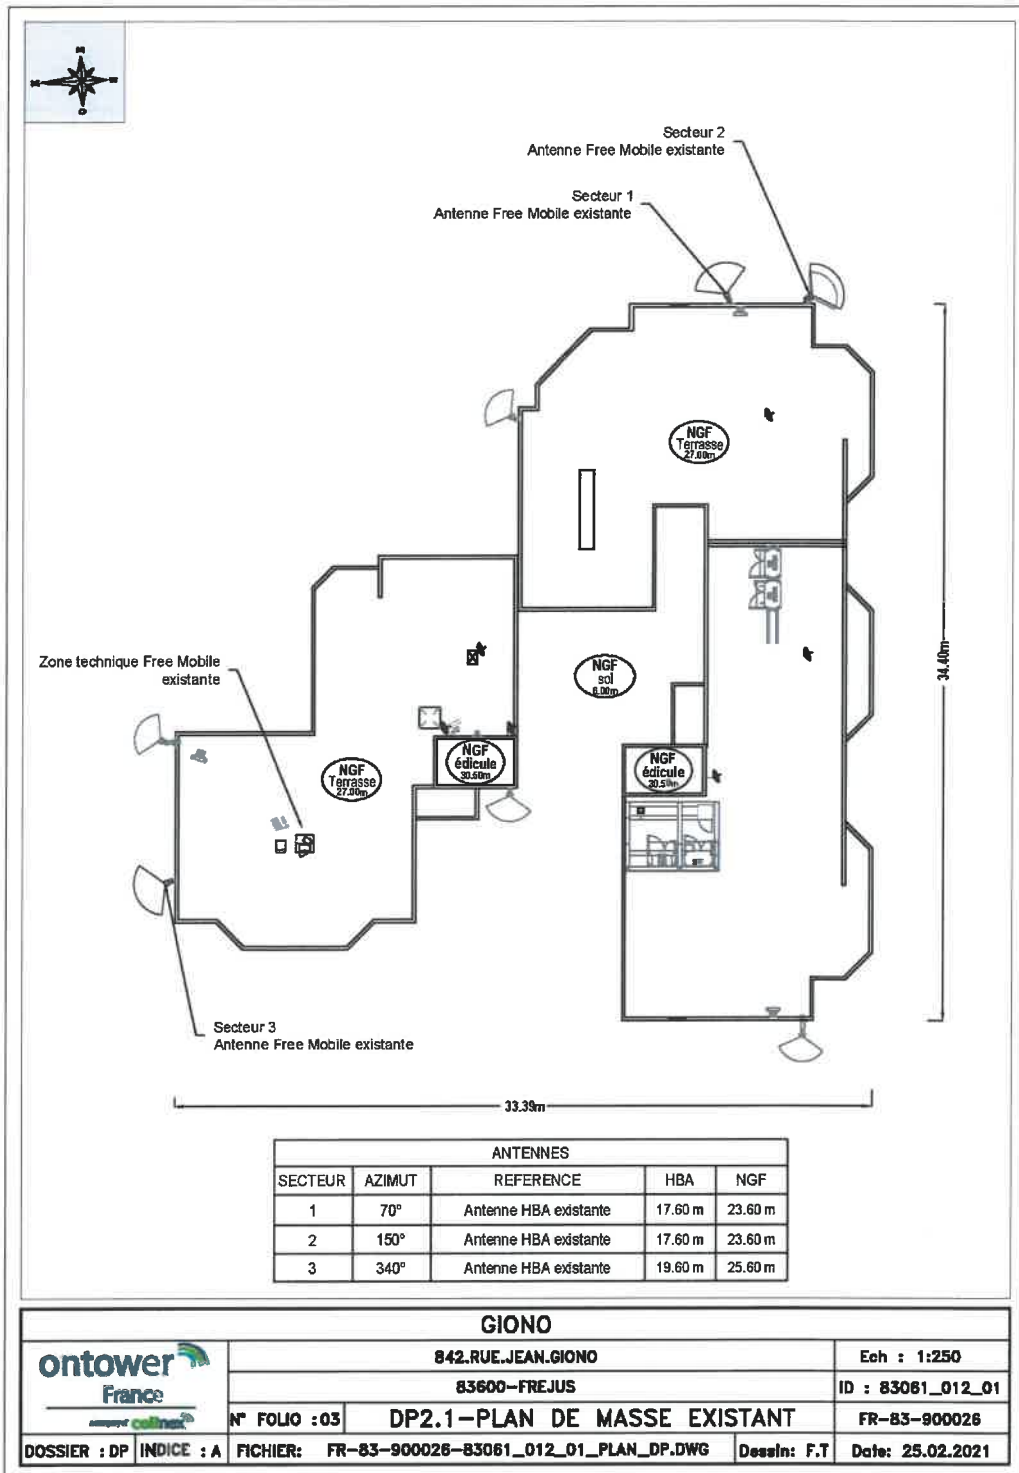 Secteur 2
Antenne Free Mobile existante
Secteur 1
Antenne Free Mobile existante
NGF
Terrasse
27.00m
34.40m
Zone technique Free Mobile
existante
NGF
sol
6.00m
NGF
édicule
30.50m
NGF
édicule
30.50m
NGF
Terrasse
27.00m
Secteur 3
Antenne Free Mobile existante
33.39m
ANTENNES
SECTEUR AZIMUT REFERENCE HBA NGF
1 70° Antenne HBA existante 17.60 m 23.60 m
2 150° Antenne HBA existante 17.60 m 23.60 m
3 340° Antenne HBA existante 19.60 m 25.60 m
GIONO
ontower
France
cellnex
842.RUE.JEAN.GIONO Ech : 1:250
83600-FREJUS ID : 83061_012_01
N° FOLIO :03 DP2.1-PLAN DE MASSE EXISTANT FR-83-900026
DOSSIER : DP INDICE : A FICHIER: FR-83-900026-83061_012_01_PLAN_DP.DWG Dessin: F.T Date: 25.02.2021